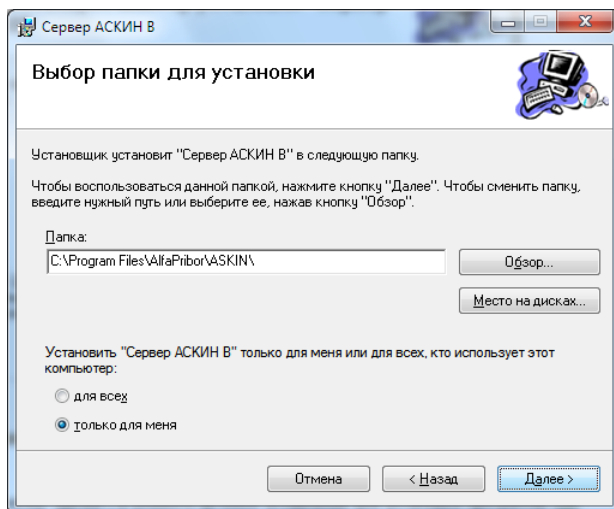 Сервер АСКИН В
Выбор папки для установки
Установщик установит "Сервер АСКИН В" в следующую папку.
Чтобы воспользоваться данной папкой, нажмите кнопку "Далее". Чтобы сменить папку,
введите нужный путь или выберите ее, нажав кнопку "Обзор".
Папка:
C:\Program Files\AlfaPribor\ASKIN\
Обзор...
Место на дисках...
Установить "Сервер АСКИН В" только для меня или для всех, кто использует этот
компьютер:
для всех
только для меня
Отмена
< Назад
Далее >